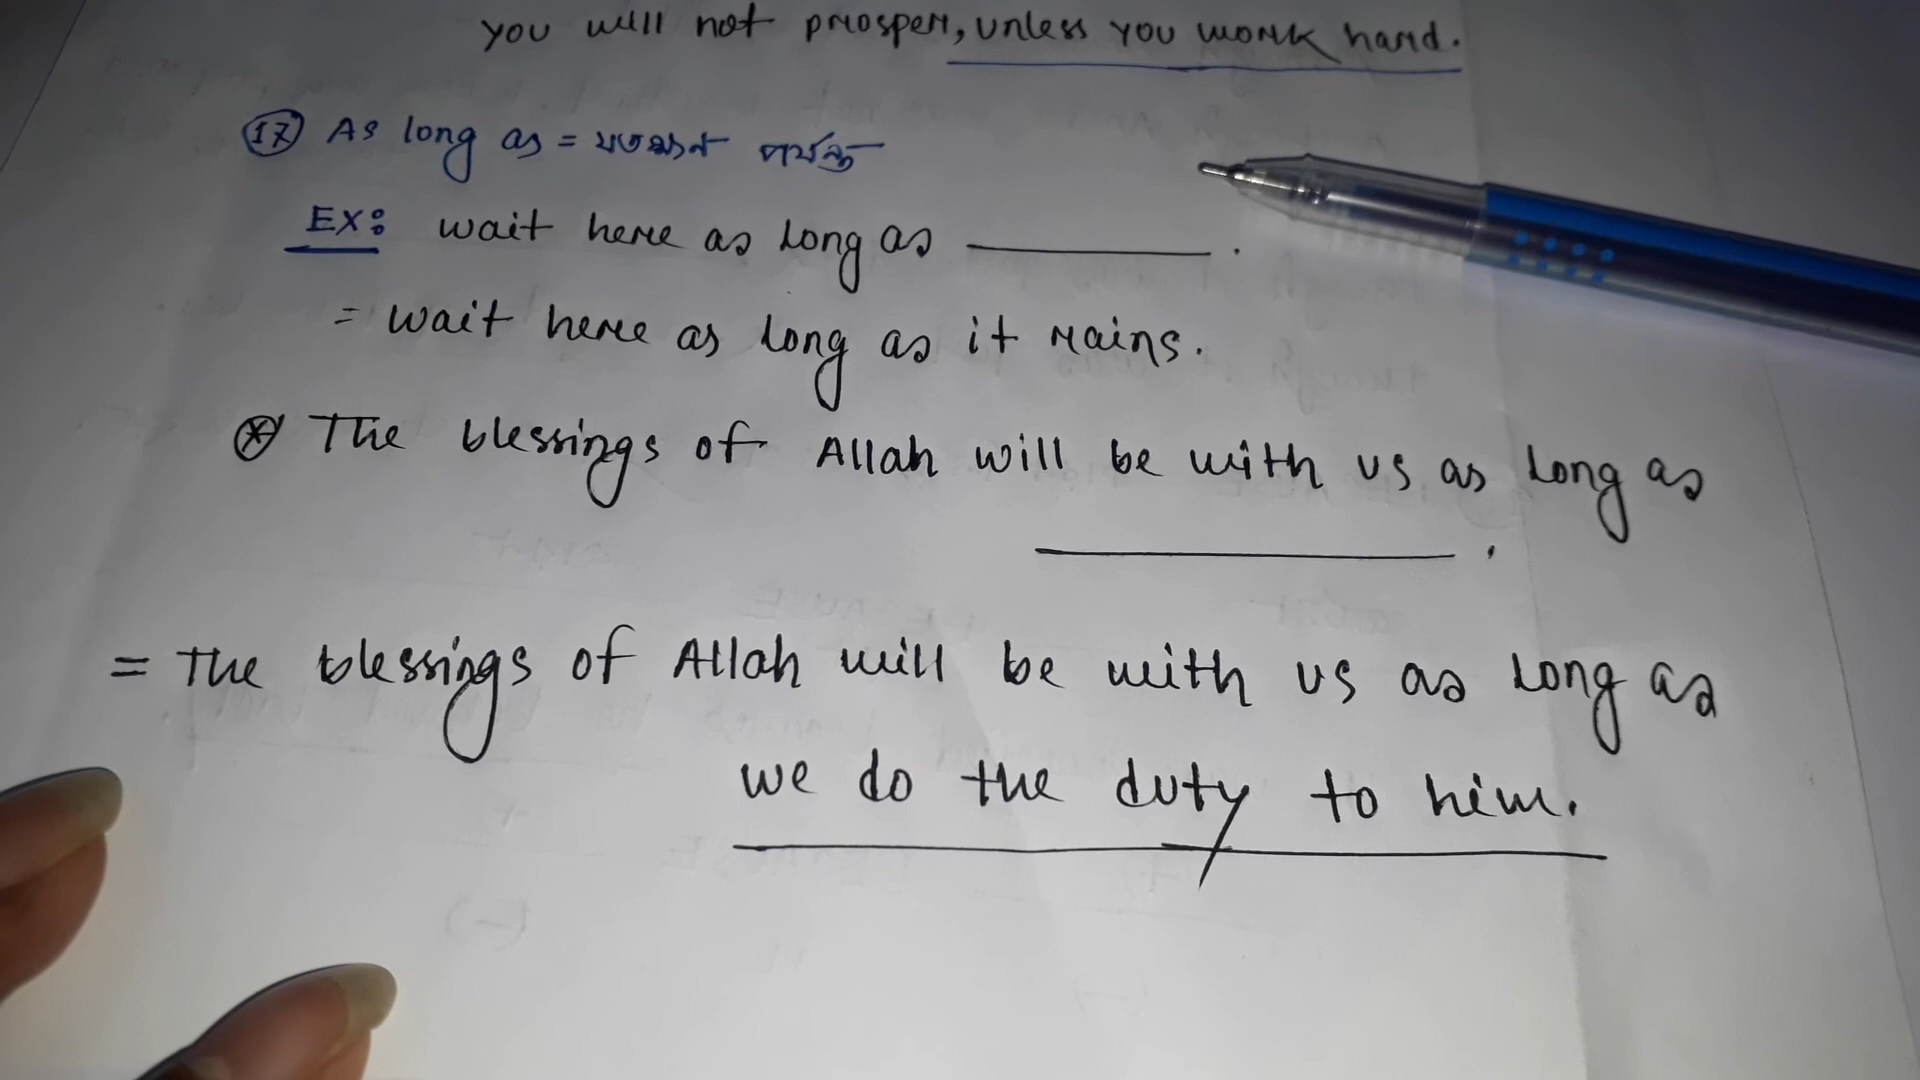 you will not prosper, unless you work hard.
17 As long as = যতক্ষণ পর্যন্ত
EX: wait here as long as ________.
= wait here as long as it rains.
The blessings of Allah will be with us as long as
________.
= The blessings of Allah will be with us as long as
we do the duty to him.